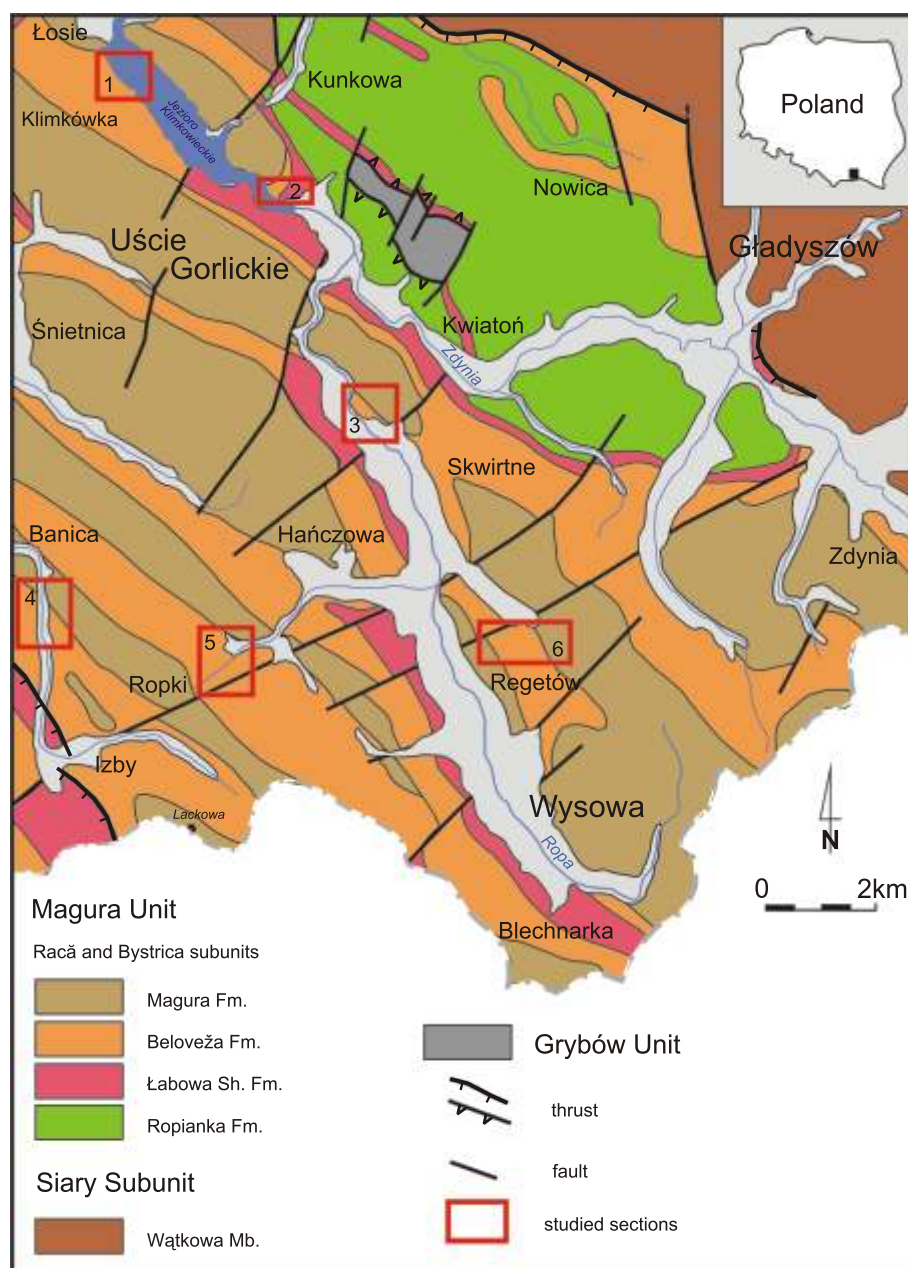 Łosie
1
Kunkowa
Poland
Klimkówka
Jezioro
Klimkowieckie
2
Nowica
Uście
Gorlickie
Gładyszów
Śnietnica
Kwiatoń
Zdynia
3
Skwirtne
Banica
Hańczowa
Zdynia
4
5
6
Ropki
Regetów
Izby
Lackowa
Wysowa
N
Ropa
0 2km
Blechnarka
Magura Unit
Racă and Bystrica subunits
Magura Fm.
Beloveža Fm.
Łabowa Sh. Fm.
Ropianka Fm.
Siary Subunit
Wątkowa Mb.
Grybów Unit
thrust
fault
studied sections